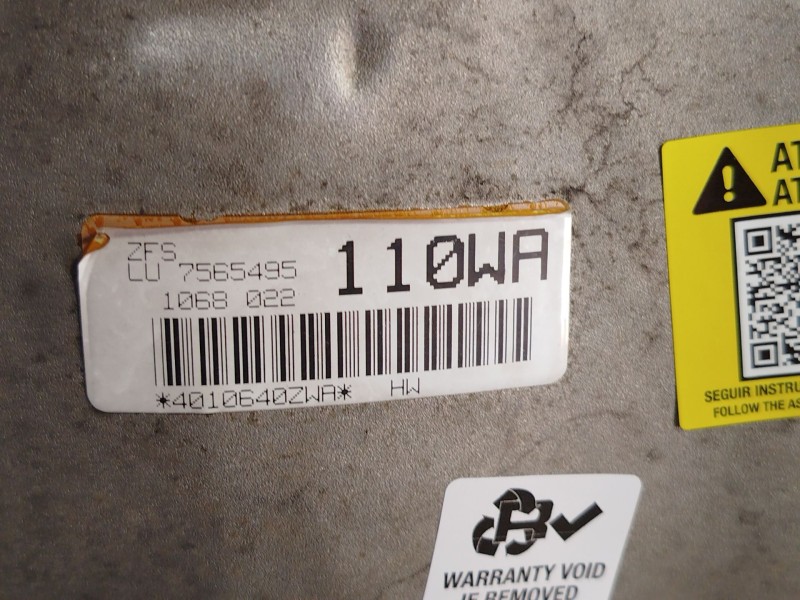 ZFS
LU 7565495
110WA
1068 022
*4010640ZWA* HW
AT
AT
SEGUIR INSTRU
FOLLOW THE AS
WARRANTY VOID
IF REMOVED